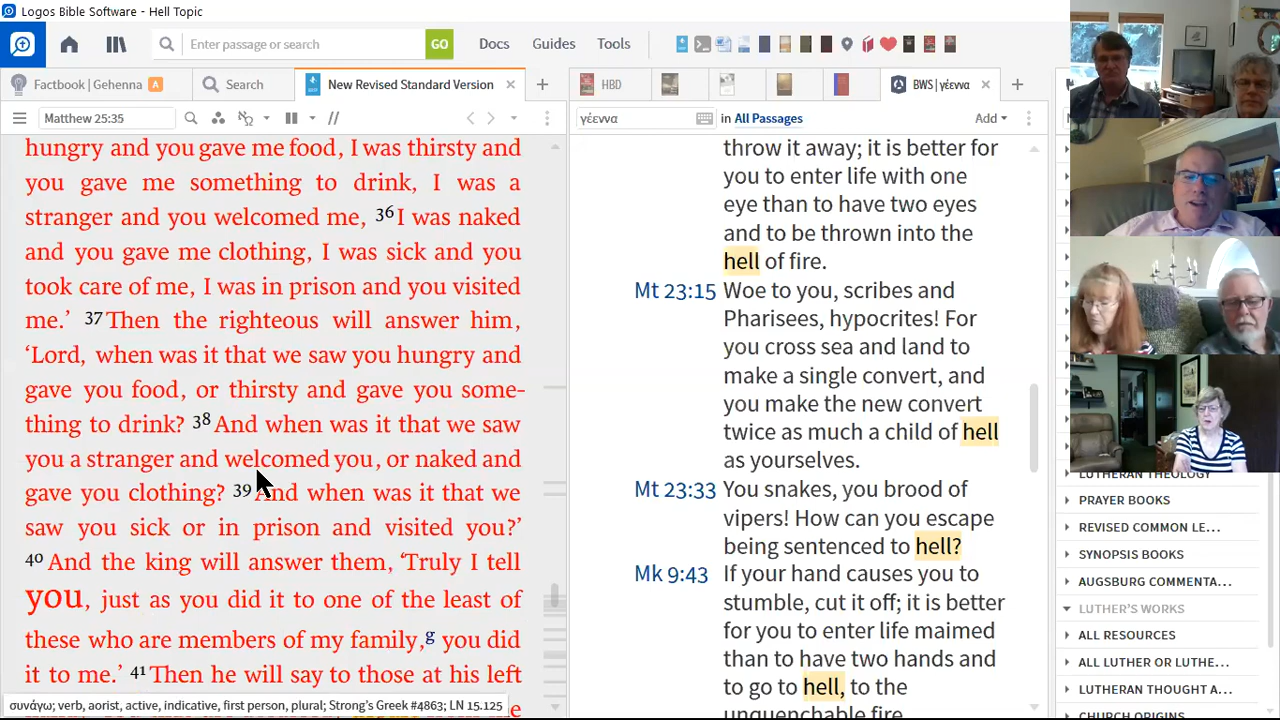 Logos Bible Software - Hell Topic
Enter passage or search
GO
Docs
Guides
Tools
Factbook | Gehenna
A
Search
New Revised Standard Version
HBD
BWS | γέεννα
Matthew 25:35
γέεννα
in All Passages
Add
hungry and you gave me food, I was thirsty and
you gave me something to drink, I was a
stranger and you welcomed me, 36 I was naked
and you gave me clothing, I was sick and you
took care of me, I was in prison and you visited
me.’ 37 Then the righteous will answer him,
‘Lord, when was it that we saw you hungry and
gave you food, or thirsty and gave you some-
thing to drink? 38 And when was it that we saw
you a stranger and welcomed you, or naked and
gave you clothing? 39 And when was it that we
saw you sick or in prison and visited you?’
40 And the king will answer them, ‘Truly I tell
you, just as you did it to one of the least of
these who are members of my family,g you did
it to me.’ 41 Then he will say to those at his left
συνάγω; verb, aorist, active, indicative, first person, plural; Strong’s Greek #4863; LN 15.125
throw it away; it is better for
you to enter life with one
eye than to have two eyes
and to be thrown into the
hell of fire.
Mt 23:15 Woe to you, scribes and
Pharisees, hypocrites! For
you cross sea and land to
make a single convert, and
you make the new convert
twice as much a child of hell
as yourselves.
Mt 23:33 You snakes, you brood of
vipers! How can you escape
being sentenced to hell?
Mk 9:43 If your hand causes you to
stumble, cut it off; it is better
for you to enter life maimed
than to have two hands and
to go to hell, to the
unquenchable fire
LUTHERAN THEOLOGY
PRAYER BOOKS
REVISED COMMON LE...
SYNOPSIS BOOKS
AUGSBURG COMMENTA...
LUTHER'S WORKS
ALL RESOURCES
ALL LUTHER OR LUTHE...
LUTHERAN THOUGHT A...
CHURCH ORIGINS